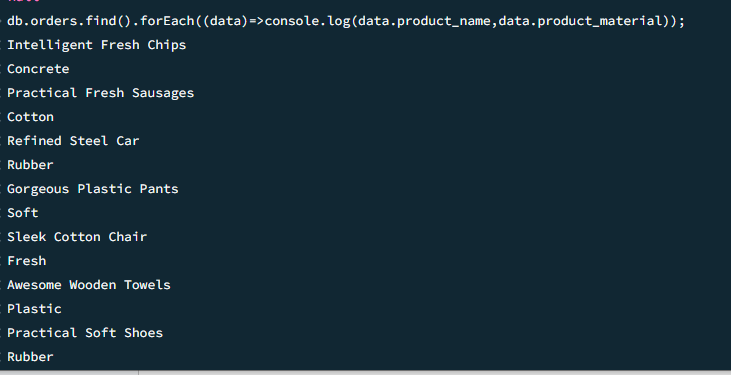 db.orders.find().forEach((data)=>console.log(data.product_name,data.product_material));
Intelligent Fresh Chips
Concrete
Practical Fresh Sausages
Cotton
Refined Steel Car
Rubber
Gorgeous Plastic Pants
Soft
Sleek Cotton Chair
Fresh
Awesome Wooden Towels
Plastic
Practical Soft Shoes
Rubber